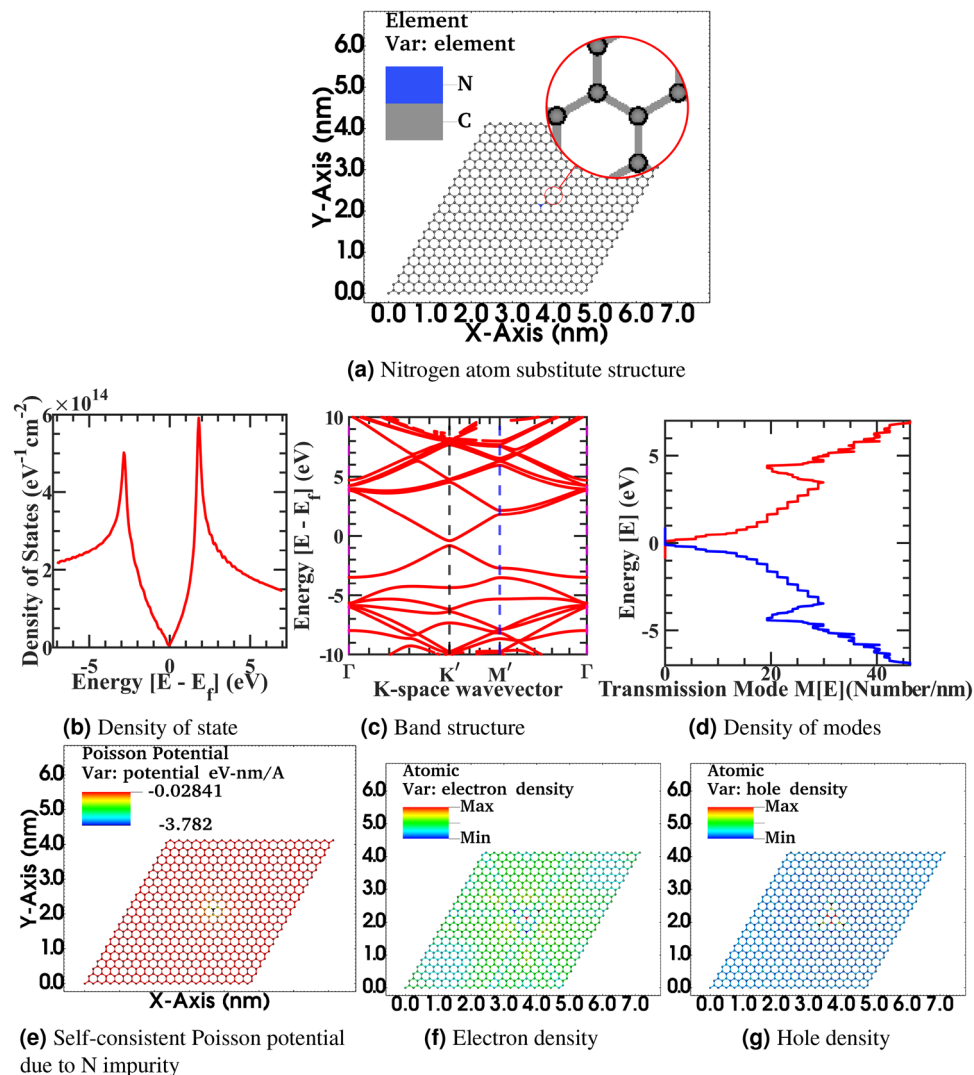 Element
Var: element
N
C
6.0
5.0
4.0
3.0
2.0
1.0
0.0
Y-Axis (nm)
0.0 1.0 2.0 3.0 4.0 5.0 6.0 7.0
X-Axis (nm)
(a) Nitrogen atom substitute structure
×10^14
6
4
2
0
Density of States (eV^-1 cm^-2)
-5 0 5
Energy [E - E_f] (eV)
(b) Density of state
10
5
0
-5
-10
Energy [E - E_f] (eV)
Γ K′ M′ Γ
K-space wavevector
(c) Band structure
5
0
-5
Energy [E] (eV)
0 20 40
Transmission Mode M[E](Number/nm)
(d) Density of modes
Poisson Potential
Var: potential eV-nm/A
-0.02841
-3.782
6.0
5.0
4.0
3.0
2.0
1.0
0.0
Y-Axis (nm)
X-Axis (nm)
(e) Self-consistent Poisson potential
due to N impurity
Atomic
Var: electron density
Max
Min
6.0
5.0
4.0
3.0
2.0
1.0
0.0
0.0 1.0 2.0 3.0 4.0 5.0 6.0 7.0
(f) Electron density
Atomic
Var: hole density
Max
Min
6.0
5.0
4.0
3.0
2.0
1.0
0.0
0.0 1.0 2.0 3.0 4.0 5.0 6.0 7.0
(g) Hole density